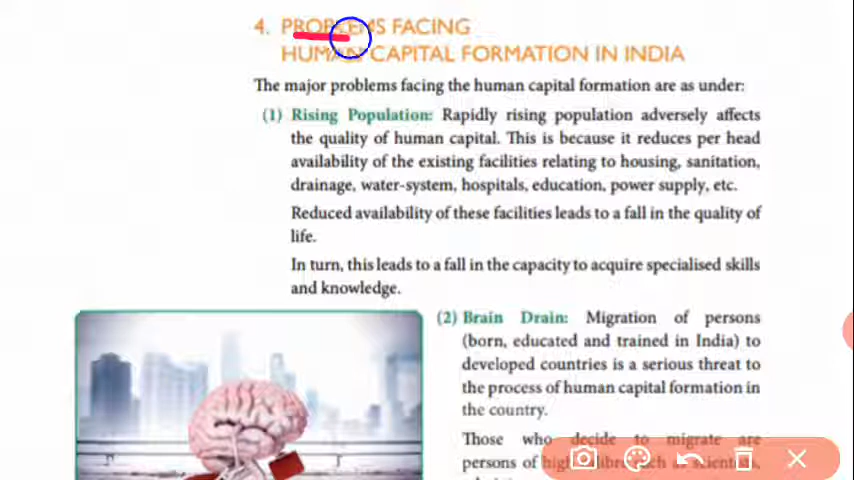 4. PROBLEMS FACING
HUMAN CAPITAL FORMATION IN INDIA
The major problems facing the human capital formation are as under:
(1) Rising Population: Rapidly rising population adversely affects
the quality of human capital. This is because it reduces per head
availability of the existing facilities relating to housing, sanitation,
drainage, water-system, hospitals, education, power supply, etc.
Reduced availability of these facilities leads to a fall in the quality of
life.
In turn, this leads to a fall in the capacity to acquire specialised skills
and knowledge.
(2) Brain Drain: Migration of persons
(born, educated and trained in India) to
developed countries is a serious threat to
the process of human capital formation in
the country.
Those who decide to migrate are
persons of high